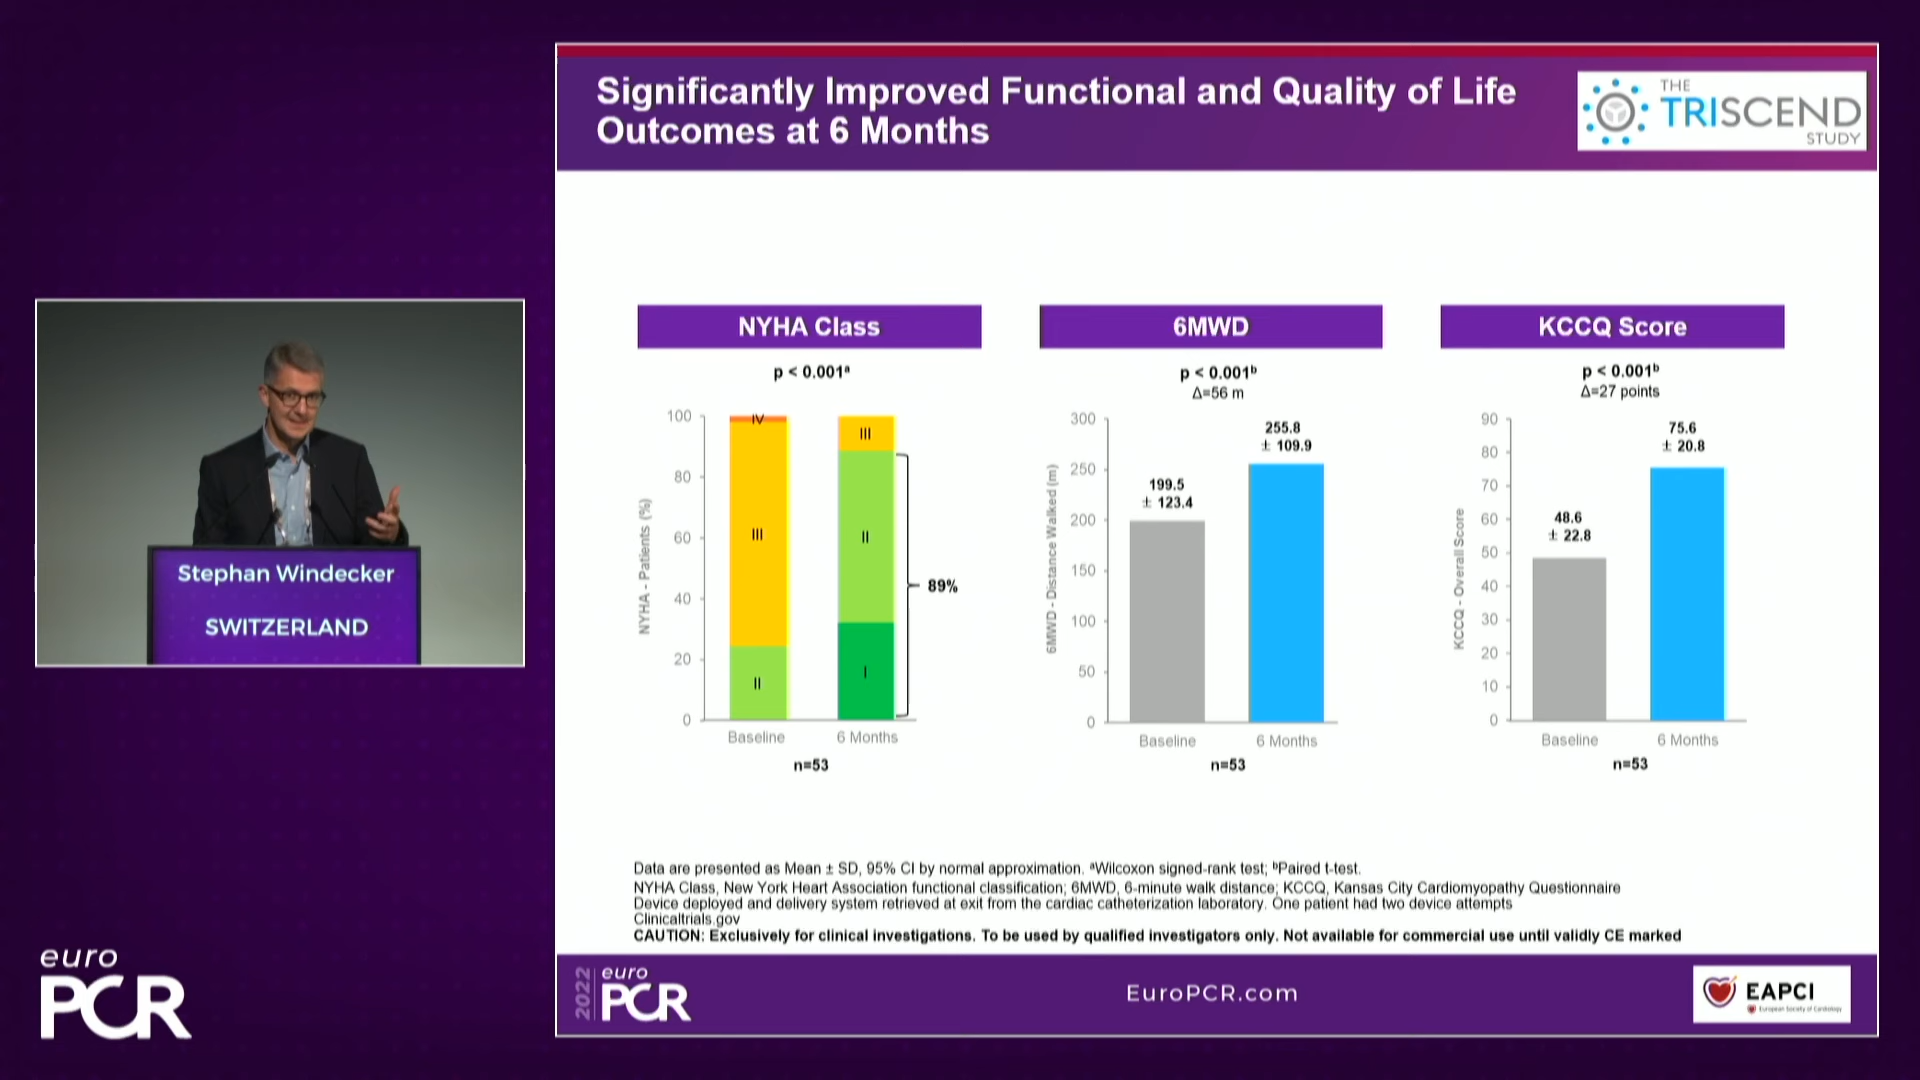 Significantly Improved Functional and Quality of Life
Outcomes at 6 Months
THE
TRISCEND
STUDY
NYHA Class
p < 0.001ᵃ
NYHA - Patients (%)
100
80
60
40
20
0
IV
III
II
III
II
I
89%
Baseline
6 Months
n=53
6MWD
p < 0.001ᵇ
Δ=56 m
6MWD - Distance Walked (m)
300
250
200
150
100
50
0
199.5
± 123.4
255.8
± 109.9
Baseline
6 Months
n=53
KCCQ Score
p < 0.001ᵇ
Δ=27 points
KCCQ - Overall Score
90
80
70
60
50
40
30
20
10
0
48.6
± 22.8
75.6
± 20.8
Baseline
6 Months
n=53
Stephan Windecker
SWITZERLAND
Data are presented as Mean ± SD, 95% CI by normal approximation. ᵃWilcoxon signed-rank test; ᵇPaired t-test.
NYHA Class, New York Heart Association functional classification; 6MWD, 6-minute walk distance; KCCQ, Kansas City Cardiomyopathy Questionnaire
Device deployed and delivery system retrieved at exit from the cardiac catheterization laboratory. One patient had two device attempts
Clinicaltrials.gov
CAUTION: Exclusively for clinical investigations. To be used by qualified investigators only. Not available for commercial use until validly CE marked
euro
PCR
2022
euro
PCR
EuroPCR.com
EAPCI
European Society of Cardiology